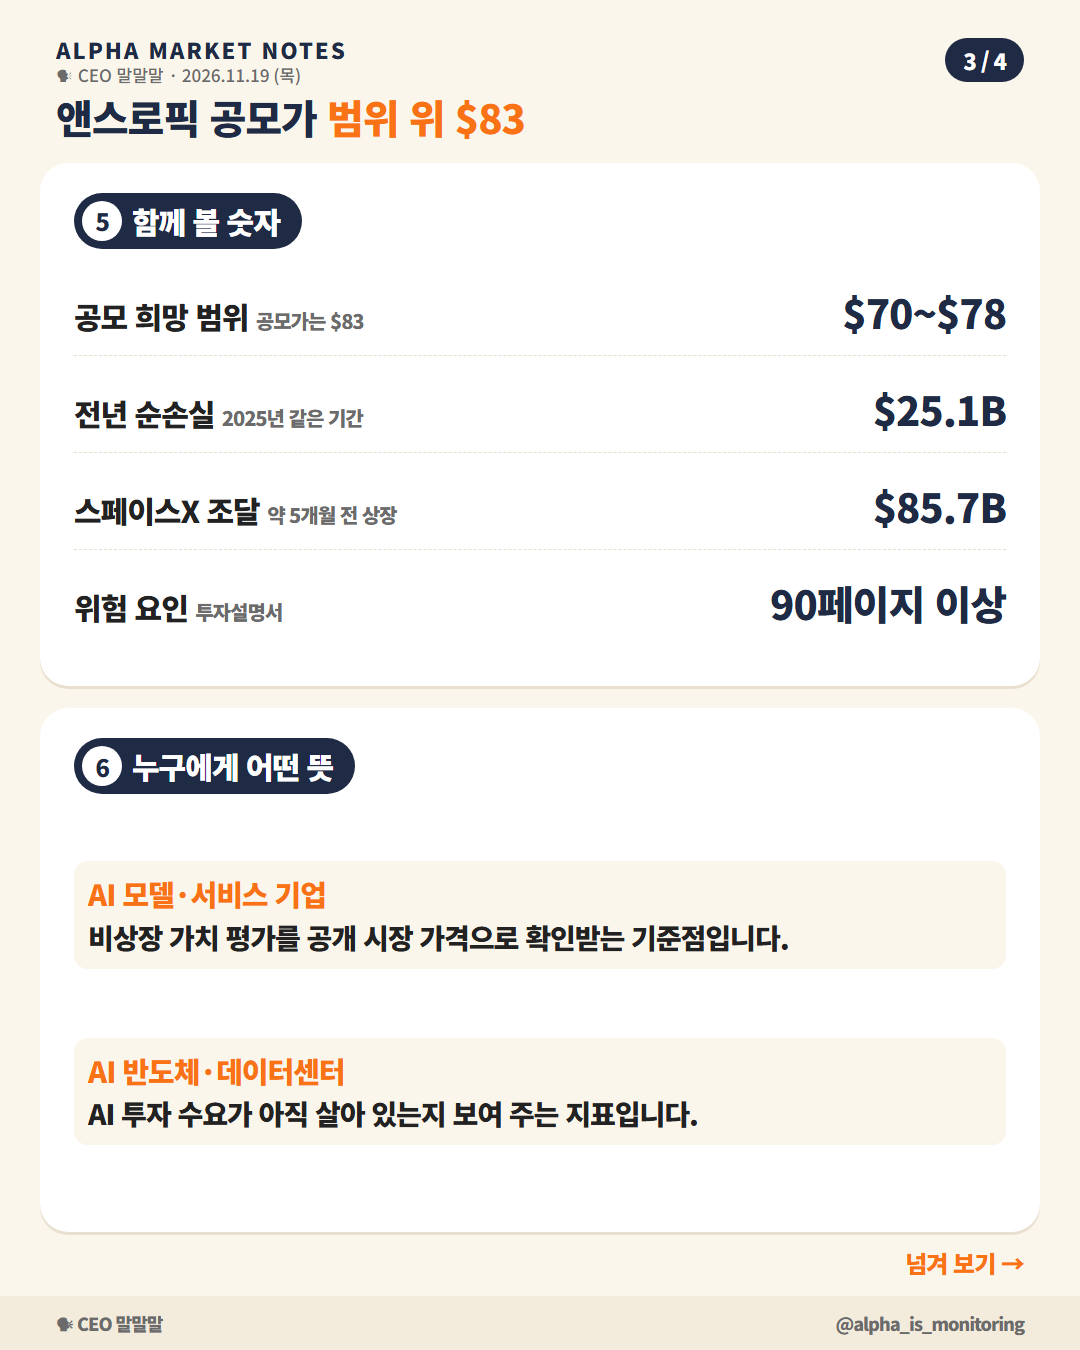 ALPHA MARKET NOTES
🗣 CEO 말말말 · 2026.11.19 (목)
3 / 4
앤스로픽 공모가 범위 위 $83
5 함께 볼 숫자
공모 희망 범위 공모가는 $83 $70~$78
전년 순손실 2025년 같은 기간 $25.1B
스페이스X 조달 약 5개월 전 상장 $85.7B
위험 요인 투자설명서 90페이지 이상
6 누구에게 어떤 뜻
AI 모델·서비스 기업
비상장 가치 평가를 공개 시장 가격으로 확인받는 기준점입니다.
AI 반도체·데이터센터
AI 투자 수요가 아직 살아 있는지 보여 주는 지표입니다.
넘겨 보기 →
🗣 CEO 말말말
@alpha_is_monitoring